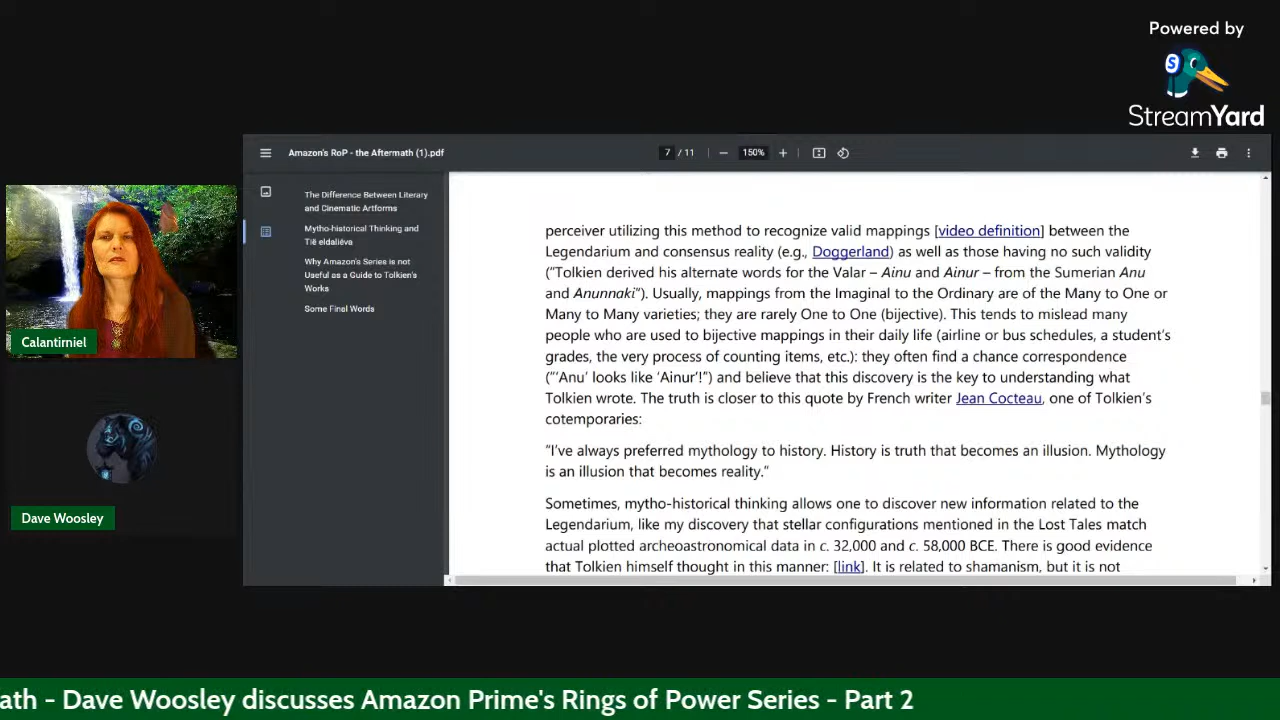 Powered by
StreamYard
Amazon's RoP - the Aftermath (1).pdf
7 / 11
150%
The Difference Between Literary
and Cinematic Artforms
Mytho-historical Thinking and
Tië eldaliéva
Why Amazon's Series is not
Useful as a Guide to Tolkien's
Works
Some Final Words
perceiver utilizing this method to recognize valid mappings [video definition] between the
Legendarium and consensus reality (e.g., Doggerland) as well as those having no such validity
(“Tolkien derived his alternate words for the Valar – Ainu and Ainur – from the Sumerian Anu
and Anunnaki”). Usually, mappings from the Imaginal to the Ordinary are of the Many to One or
Many to Many varieties; they are rarely One to One (bijective). This tends to mislead many
people who are used to bijective mappings in their daily life (airline or bus schedules, a student’s
grades, the very process of counting items, etc.): they often find a chance correspondence
(“‘Anu’ looks like ‘Ainur’!”) and believe that this discovery is the key to understanding what
Tolkien wrote. The truth is closer to this quote by French writer Jean Cocteau, one of Tolkien’s
cotemporaries:
“I’ve always preferred mythology to history. History is truth that becomes an illusion. Mythology
is an illusion that becomes reality.”
Sometimes, mytho-historical thinking allows one to discover new information related to the
Legendarium, like my discovery that stellar configurations mentioned in the Lost Tales match
actual plotted archeoastronomical data in c. 32,000 and c. 58,000 BCE. There is good evidence
that Tolkien himself thought in this manner: [link]. It is related to shamanism, but it is not
Calantirniel
Dave Woosley
ath - Dave Woosley discusses Amazon Prime's Rings of Power Series - Part 2